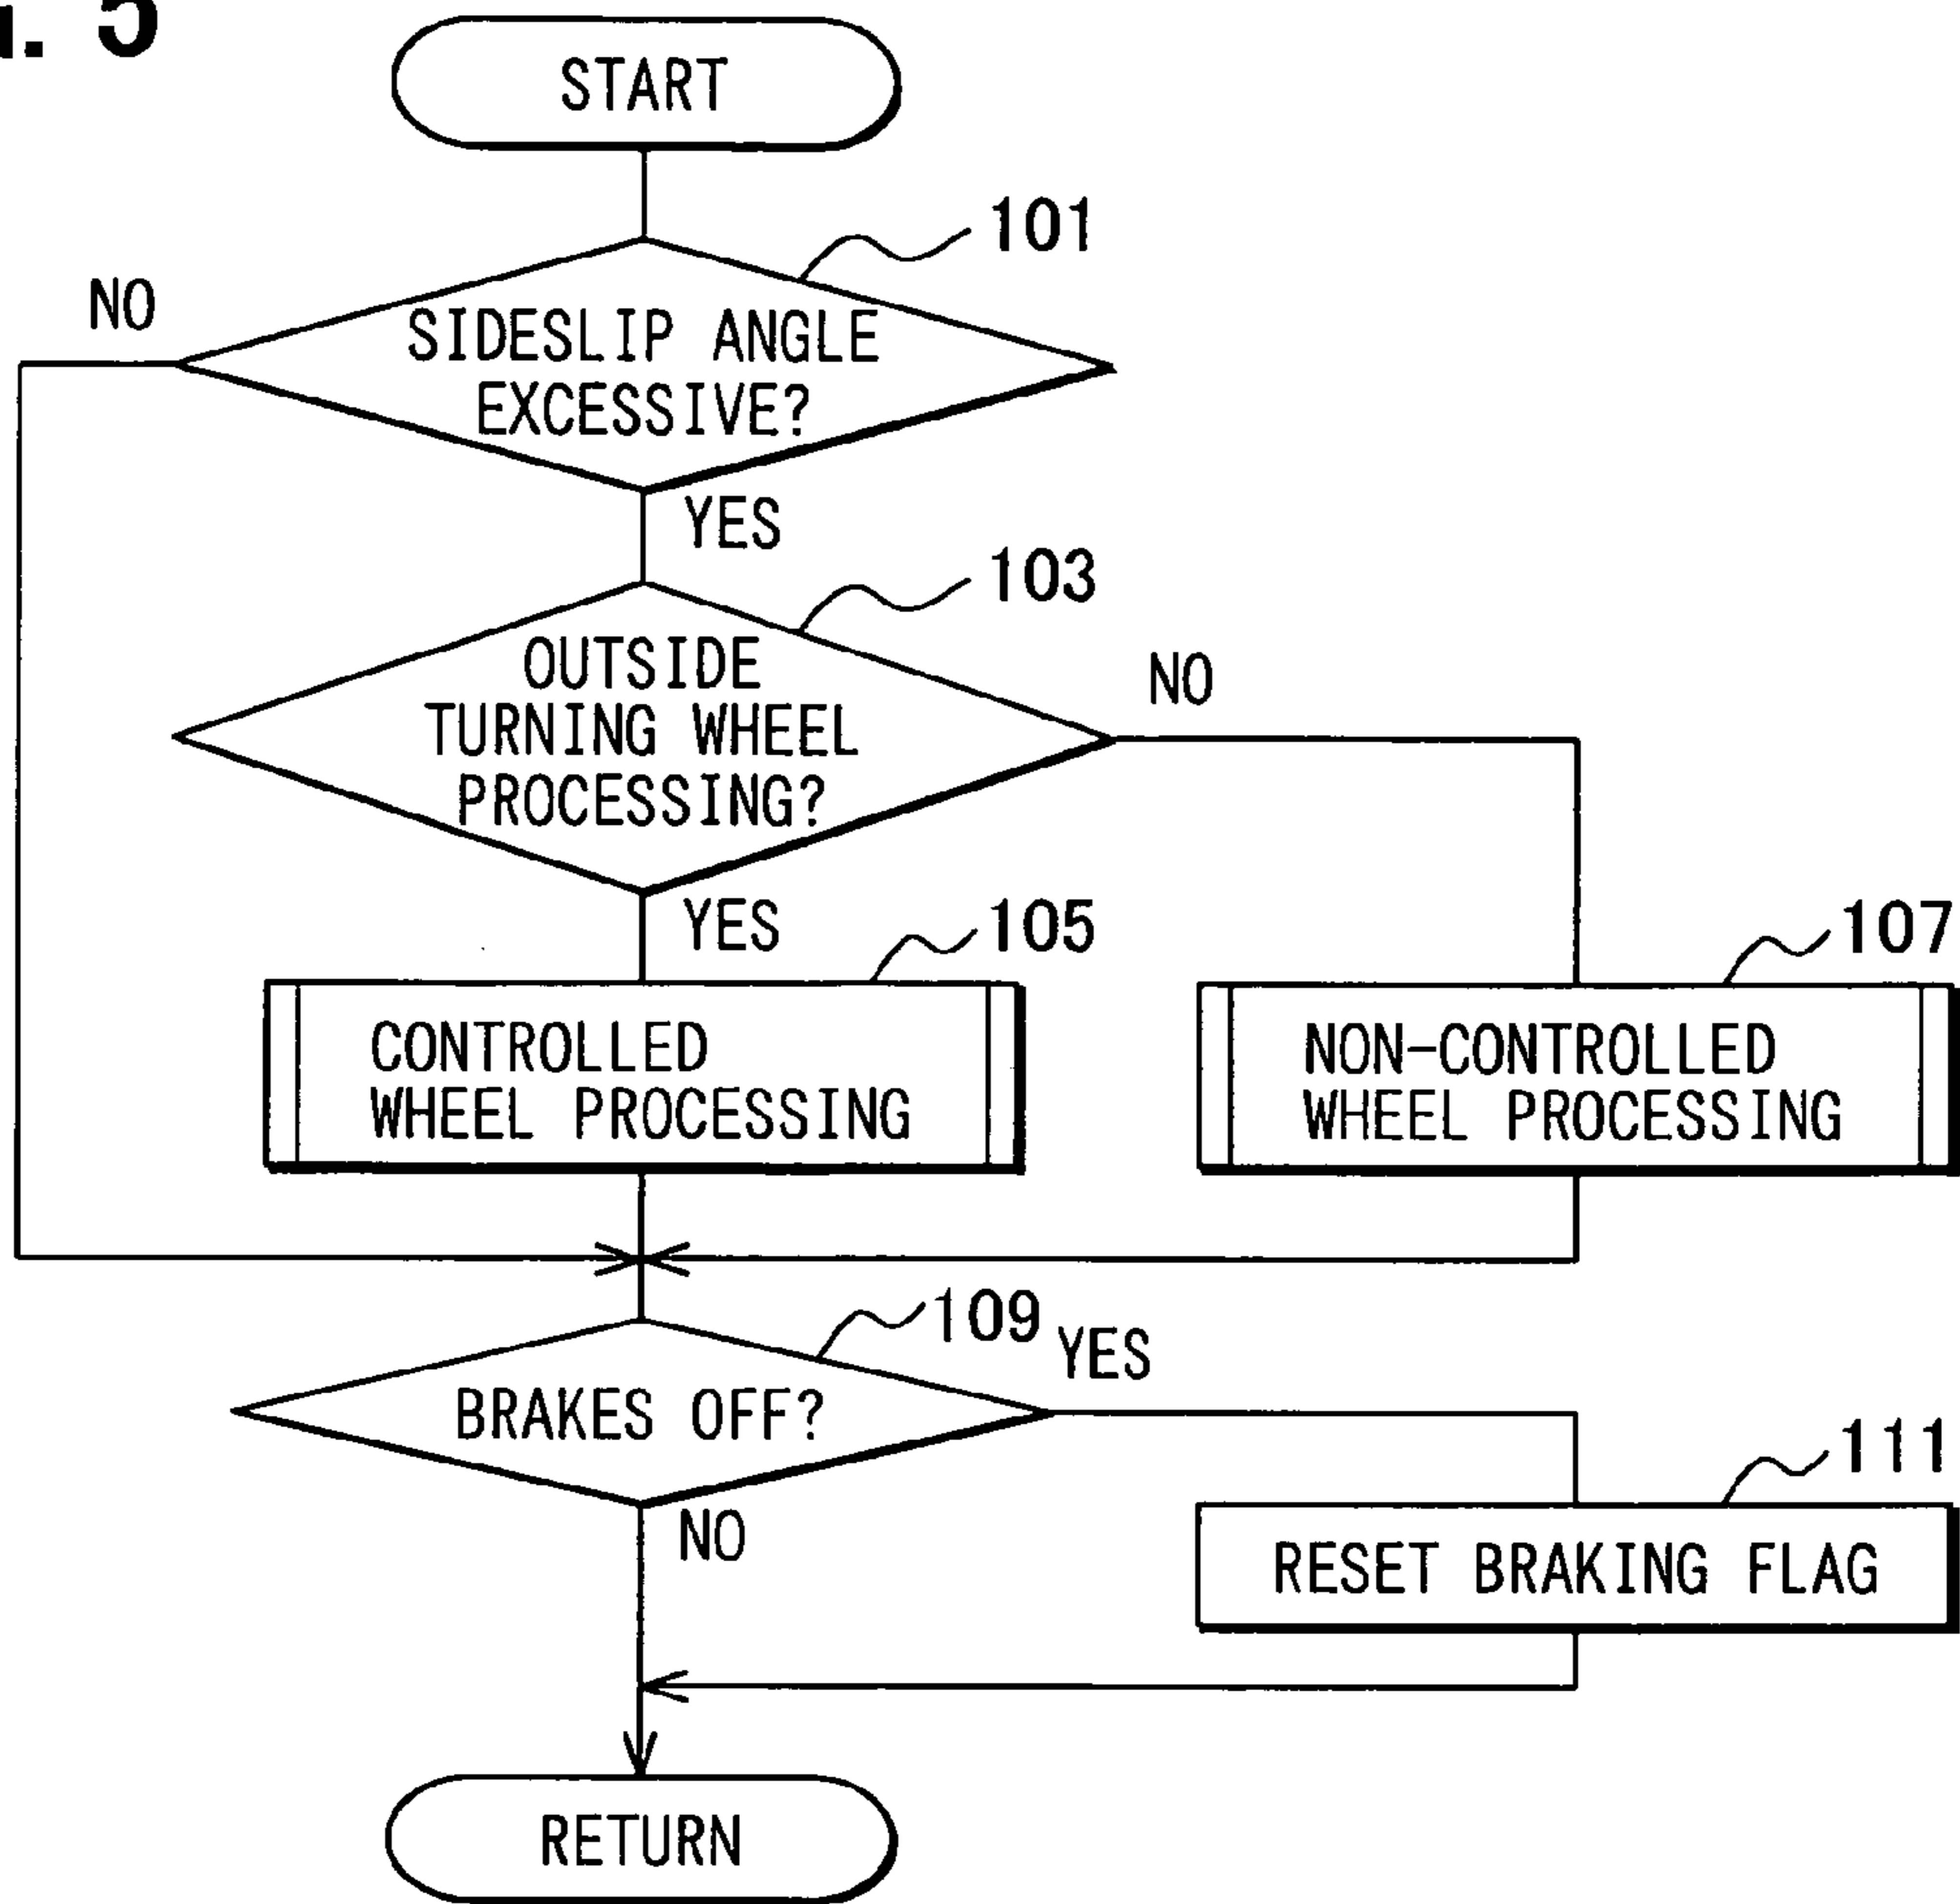 . 5
START
101
NO
SIDESLIP ANGLE
EXCESSIVE?
YES
103
OUTSIDE
TURNING WHEEL
PROCESSING?
NO
YES
105
107
CONTROLLED
WHEEL PROCESSING
NON-CONTROLLED
WHEEL PROCESSING
109
YES
BRAKES OFF?
111
NO
RESET BRAKING FLAG
RETURN